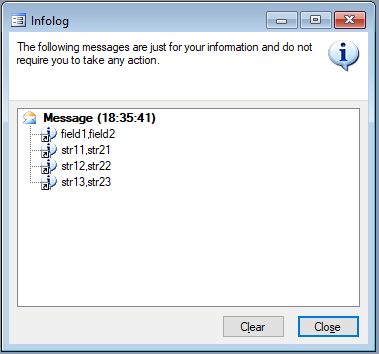 Infolog
The following messages are just for your information and do not
require you to take any action.
Message (18:35:41)
field1,field2
str11,str21
str12,str22
str13,str23
Clear
Close